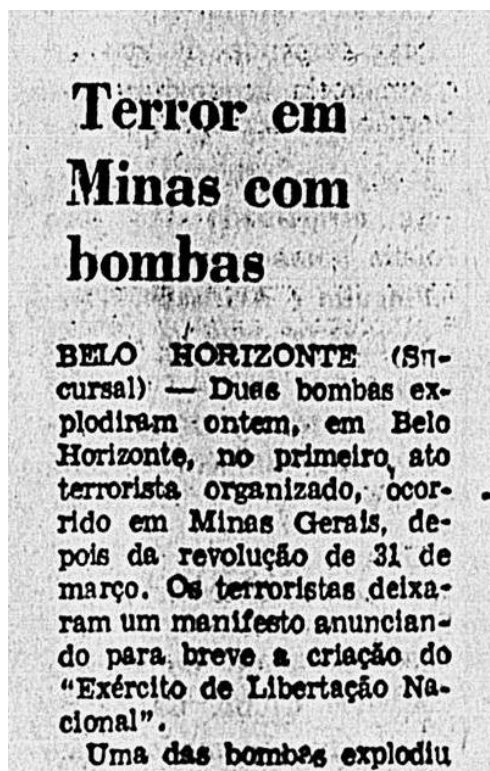 Terror em
Minas com
bombas
BELO HORIZONTE (Su-
cursal) — Duas bombas ex-
plodiram ontem, em Belo
Horizonte, no primeiro ato
terrorista organizado, ocor-
rido em Minas Gerais, de-
pois da revolução de 31 de
março. Os terroristas deixa-
ram um manifesto anuncian-
do para breve a criação do
"Exército de Libertação Na-
cional".
Uma das bombas explodiu